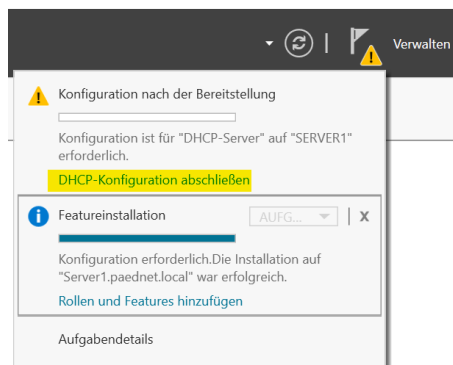 Verwalten
Konfiguration nach der Bereitstellung
Konfiguration ist für "DHCP-Server" auf "SERVER1"
erforderlich.
DHCP-Konfiguration abschließen
Featureinstallation
AUFG...
X
Konfiguration erforderlich.Die Installation auf
"Server1.paednet.local" war erfolgreich.
Rollen und Features hinzufügen
Aufgabendetails